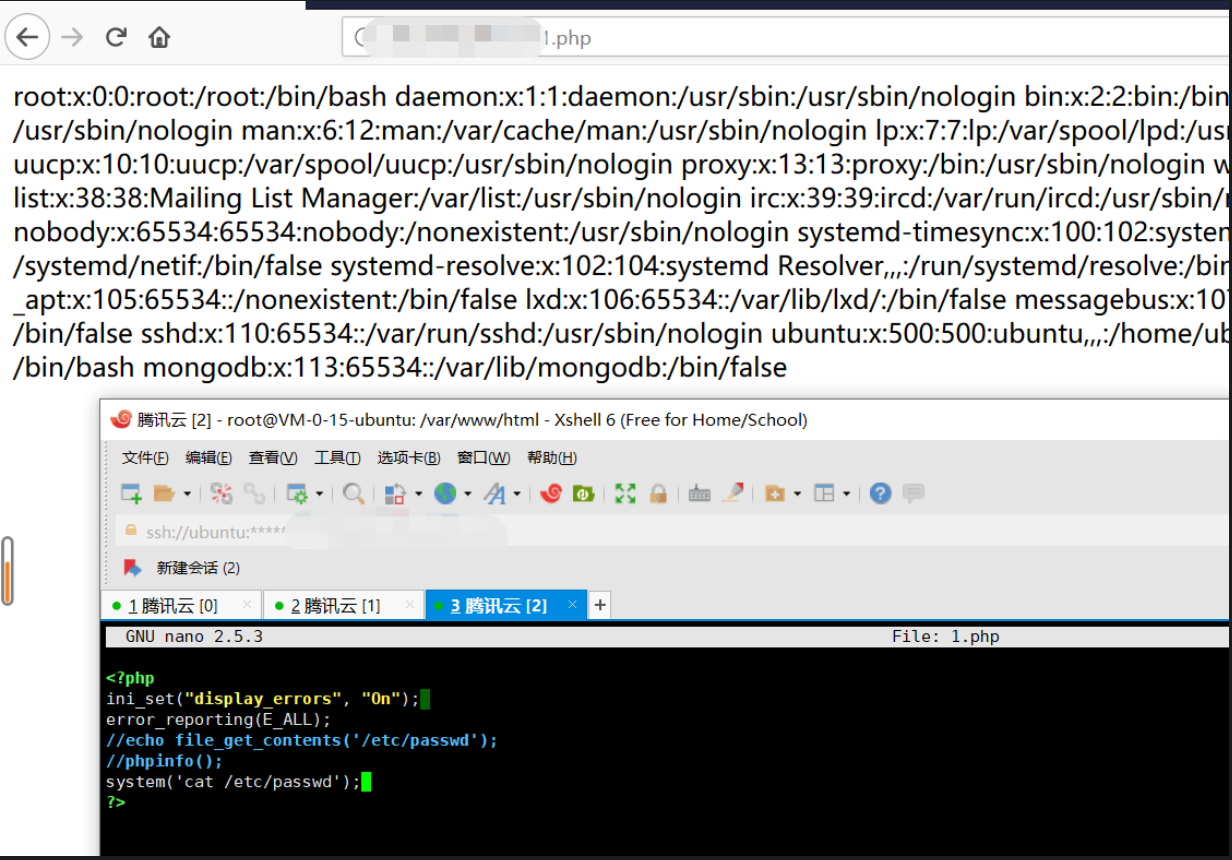 1.php
root:x:0:0:root:/root:/bin/bash daemon:x:1:1:daemon:/usr/sbin:/usr/sbin/nologin bin:x:2:2:bin:/bin
/usr/sbin/nologin man:x:6:12:man:/var/cache/man:/usr/sbin/nologin lp:x:7:7:lp:/var/spool/lpd:/usr
uucp:x:10:10:uucp:/var/spool/uucp:/usr/sbin/nologin proxy:x:13:13:proxy:/bin:/usr/sbin/nologin w
list:x:38:38:Mailing List Manager:/var/list:/usr/sbin/nologin irc:x:39:39:ircd:/var/run/ircd:/usr/sbin/
nobody:x:65534:65534:nobody:/nonexistent:/usr/sbin/nologin systemd-timesync:x:100:102:system
/systemd/netif:/bin/false systemd-resolve:x:102:104:systemd Resolver,,,:/run/systemd/resolve:/bin
_apt:x:105:65534::/nonexistent:/bin/false lxd:x:106:65534::/var/lib/lxd/:/bin/false messagebus:x:107
/bin/false sshd:x:110:65534::/var/run/sshd:/usr/sbin/nologin ubuntu:x:500:500:ubuntu,,,:/home/ub
/bin/bash mongodb:x:113:65534::/var/lib/mongodb:/bin/false
腾讯云 [2] - root@VM-0-15-ubuntu: /var/www/html - Xshell 6 (Free for Home/School)
文件(F) 编辑(E) 查看(V) 工具(T) 选项卡(B) 窗口(W) 帮助(H)
ssh://ubuntu:*****
新建会话 (2)
1 腾讯云 [0] × 2 腾讯云 [1] × 3 腾讯云 [2] × +
GNU nano 2.5.3 File: 1.php
<?php
ini_set("display_errors", "On");
error_reporting(E_ALL);
//echo file_get_contents('/etc/passwd');
//phpinfo();
system('cat /etc/passwd');
?>